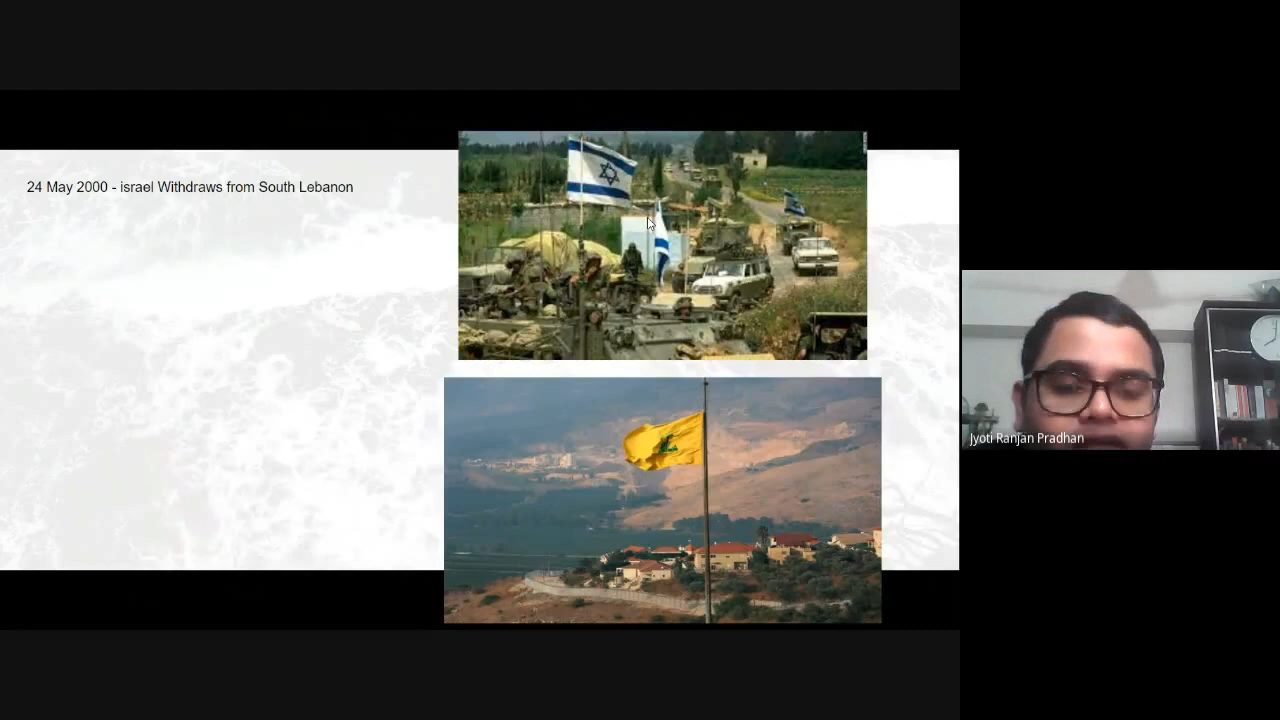 24 May 2000 - israel Withdraws from South Lebanon
Jyoti Ranjan Pradhan